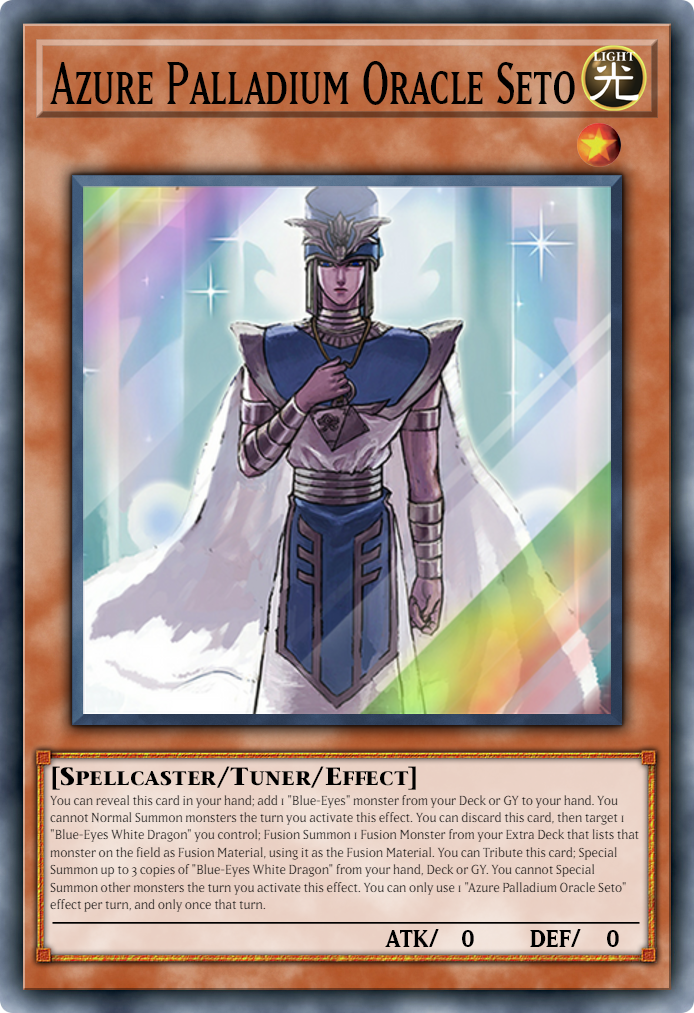 Azure Palladium Oracle Seto
LIGHT
光
[Spellcaster/Tuner/Effect]
You can reveal this card in your hand; add 1 "Blue-Eyes" monster from your Deck or GY to your hand. You
cannot Normal Summon monsters the turn you activate this effect. You can discard this card, then target 1
"Blue-Eyes White Dragon" you control; Fusion Summon 1 Fusion Monster from your Extra Deck that lists that
monster on the field as Fusion Material, using it as the Fusion Material. You can Tribute this card; Special
Summon up to 3 copies of "Blue-Eyes White Dragon" from your hand, Deck or GY. You cannot Special
Summon other monsters the turn you activate this effect. You can only use 1 "Azure Palladium Oracle Seto"
effect per turn, and only once that turn.
ATK/ 0 DEF/ 0